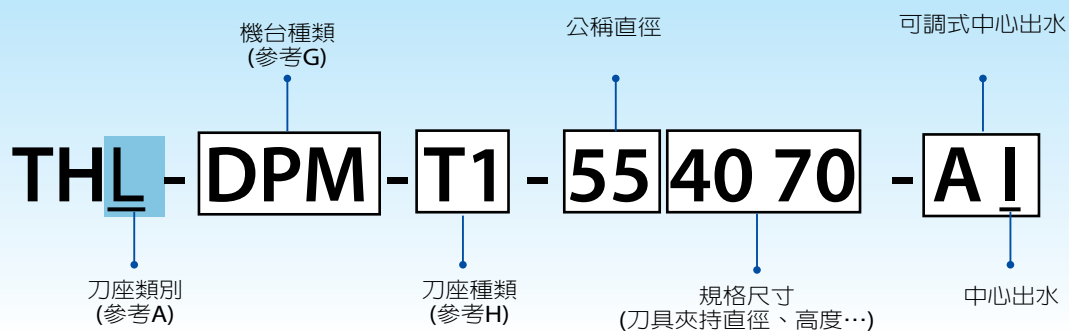 機台種類
(參考G)
公稱直徑
可調式中心出水
THL - DPM - T1 - 55 40 70 - A I
刀座類別
(參考A)
刀座種類
(參考H)
規格尺寸
(刀具夾持直徑、高度…)
中心出水